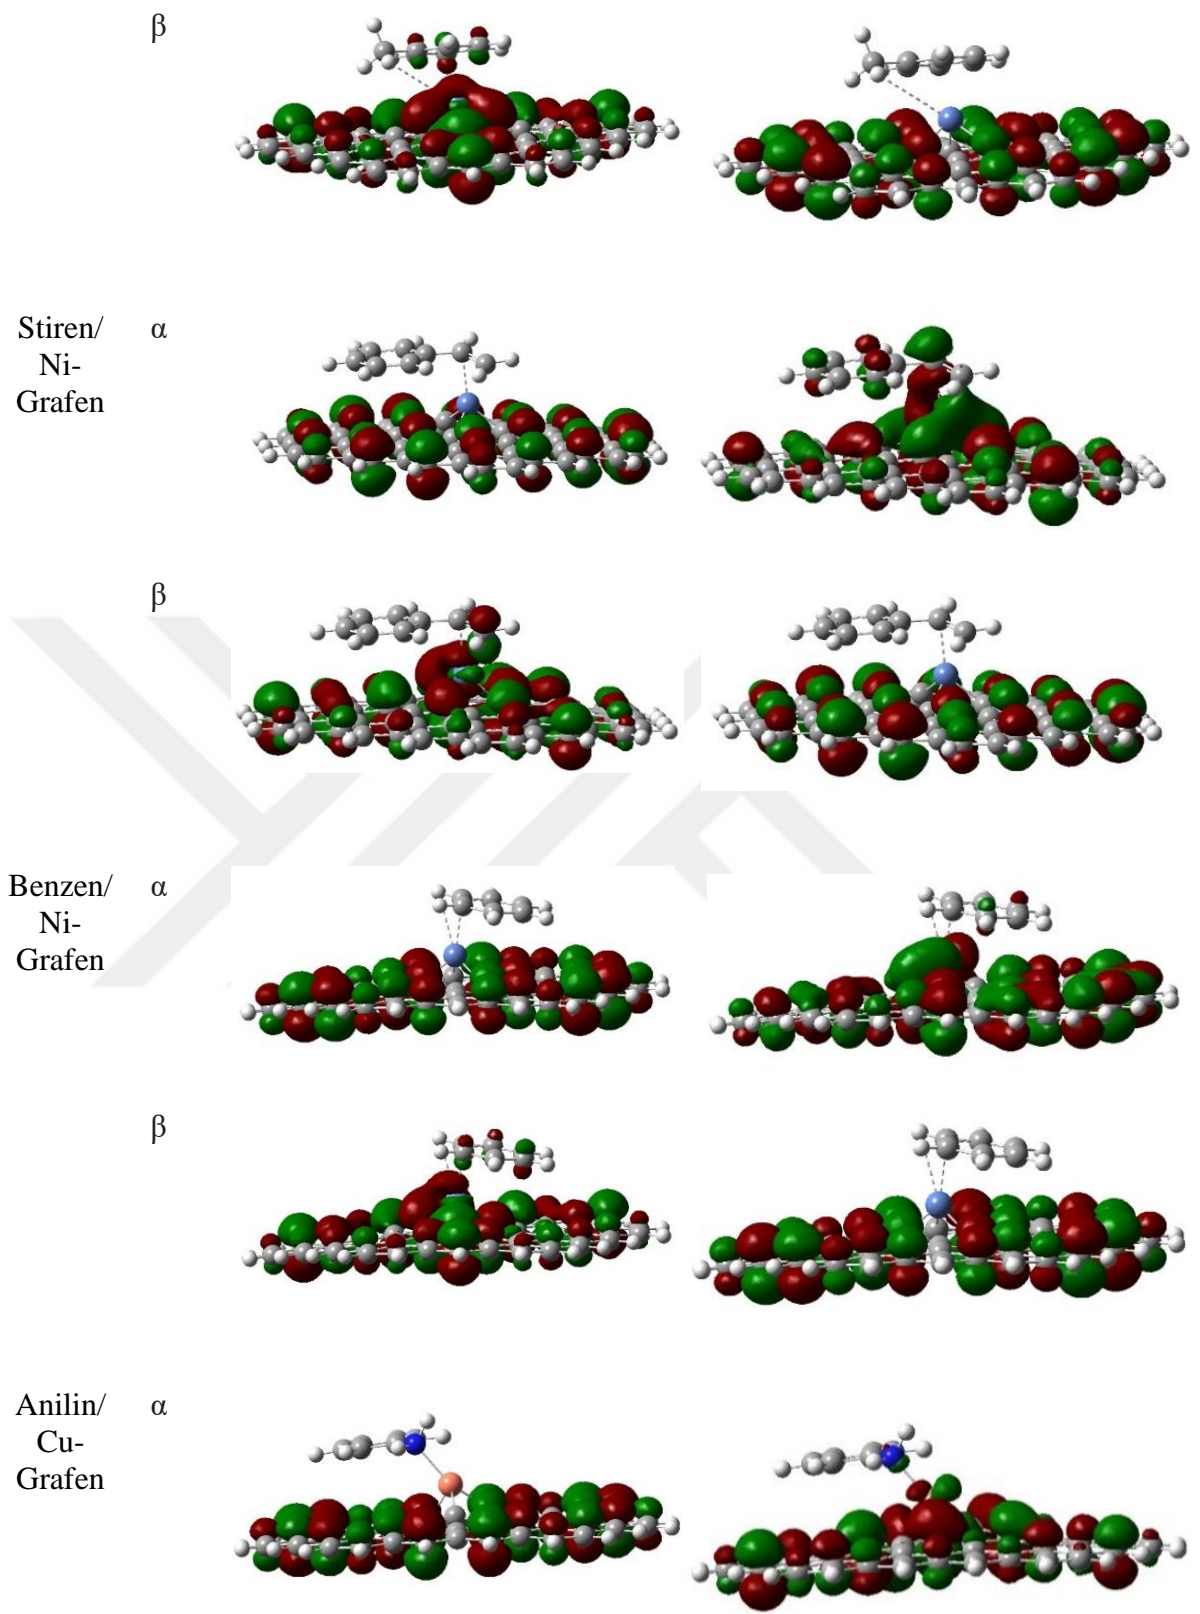 β
Stiren/ α
Ni-
Grafen
β
Benzen/ α
Ni-
Grafen
β
Anilin/ α
Cu-
Grafen